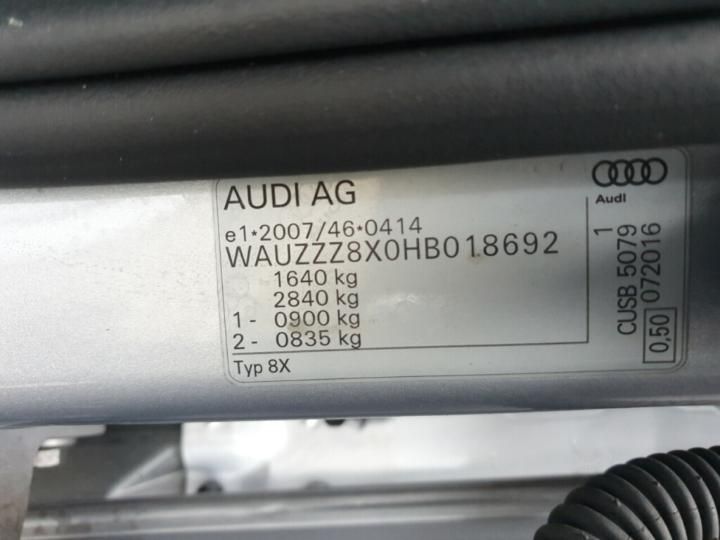 AUDI AG
Audi
e1*2007/46*0414
WAUZZZ8X0HB018692
1640 kg
2840 kg
1 - 0900 kg
2 - 0835 kg
Typ 8X
CUSB 5079 1
0,50 072016